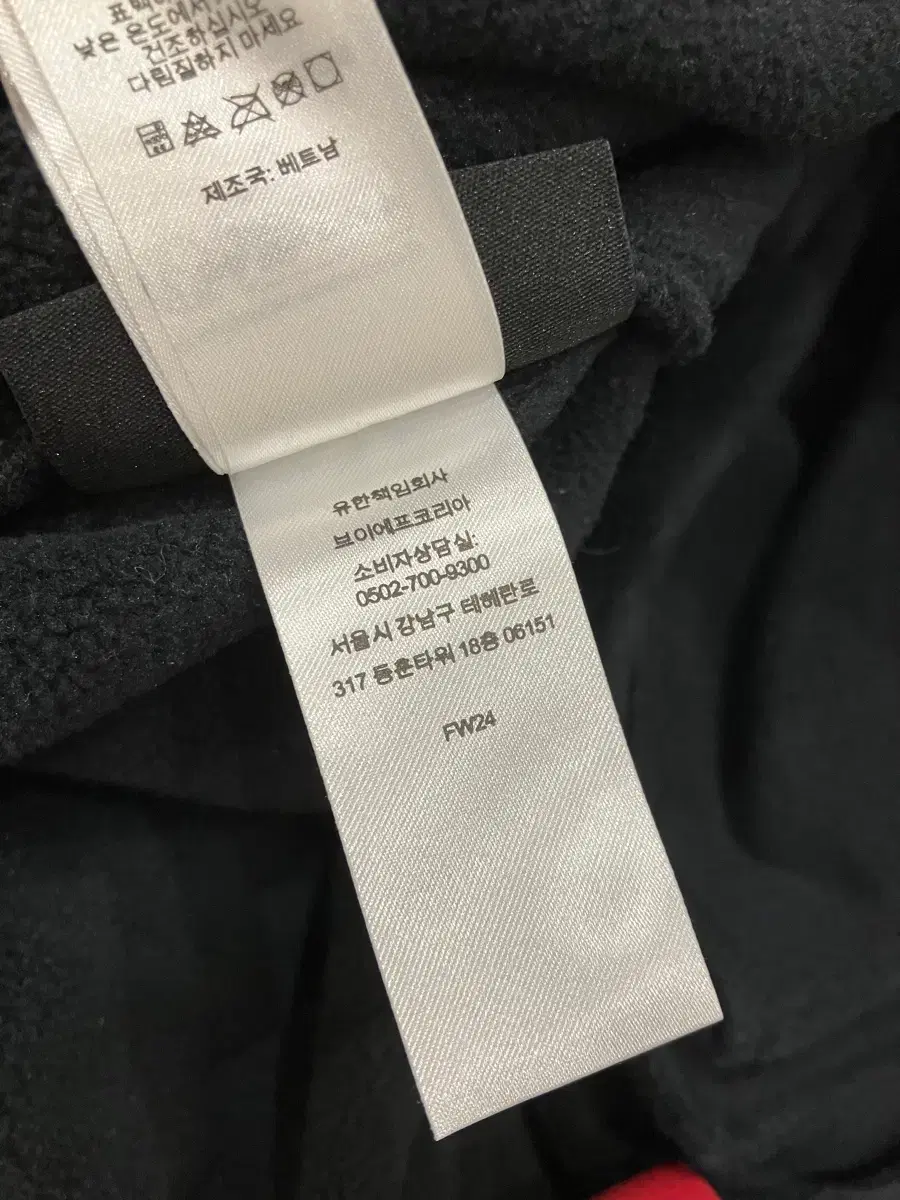 표백하
낮은 온도에서
건조하십시오
다림질하지 마세요
제조국: 베트남
유한책임회사
브이에프코리아
소비자상담실:
0502-700-9300
서울시 강남구 테헤란로
317 동훈타워 18층 06151
FW24